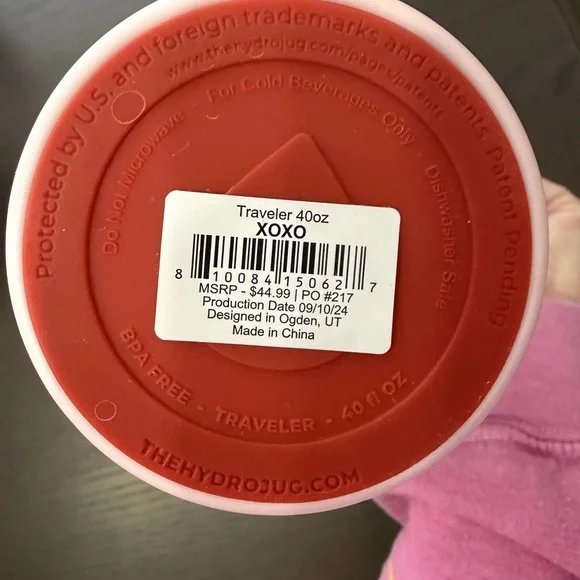 Protected by U.S. and foreign trademarks and patents. Patent Pending
www.thehydrojug.com/pages/patents
Do Not Microwave - For Cold Beverages Only - Dishwasher Safe
Traveler 40oz
XOXO
8 10084 15062 7
MSRP - $44.99 | PO #217
Production Date 09/10/24
Designed in Ogden, UT
Made in China
BPA FREE - TRAVELER - 40 fl OZ
THEHYDROJUG.COM